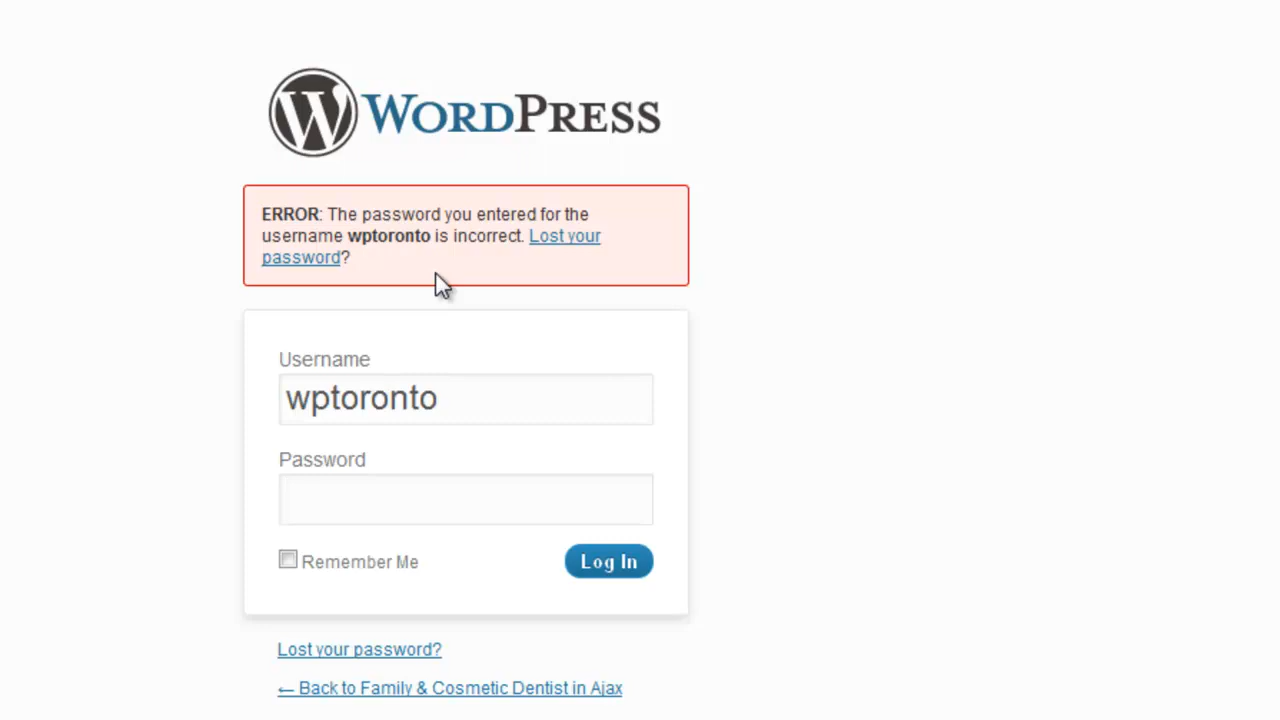 WORDPRESS
ERROR: The password you entered for the
username wptoronto is incorrect. Lost your
password?
Username
wptoronto
Password
Remember Me
Log In
Lost your password?
← Back to Family & Cosmetic Dentist in Ajax